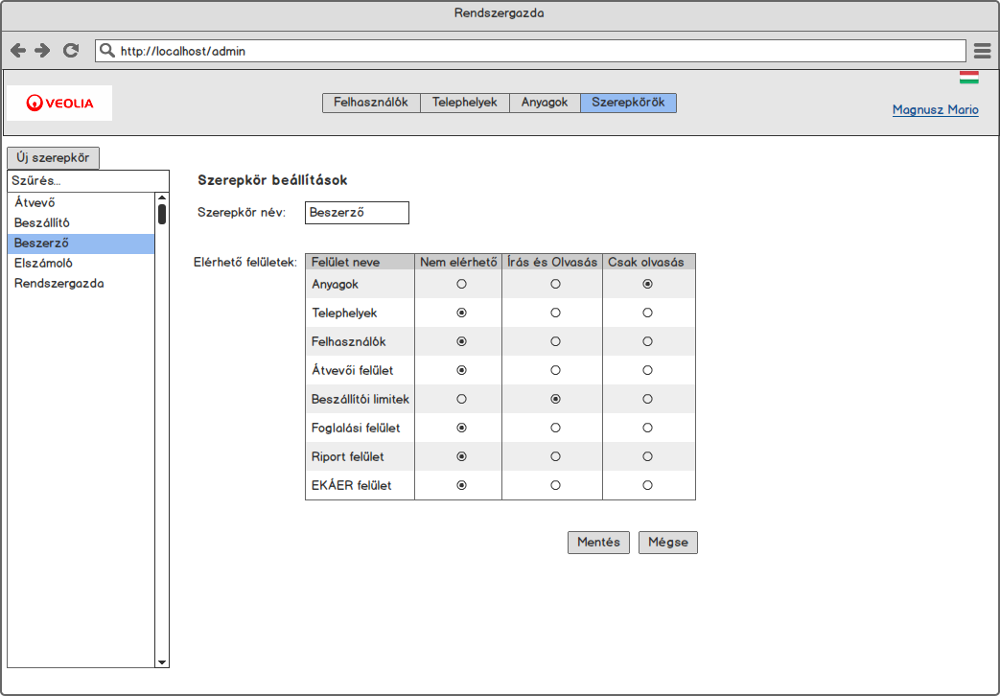 Rendszergazda
http://localhost/admin
VEOLIA
Felhasználók Telephelyek Anyagok Szerepkörök
Magnusz Mario
Új szerepkör
Szűrés...
Átvevő
Beszállító
Beszerző
Elszámoló
Rendszergazda
Szerepkör beállítások
Szerepkör név: Beszerző
Elérhető felületek:
Felület neve Nem elérhető Írás és Olvasás Csak olvasás
Anyagok
Telephelyek
Felhasználók
Átvevői felület
Beszállítói limitek
Foglalási felület
Riport felület
EKÁER felület
Mentés Mégse